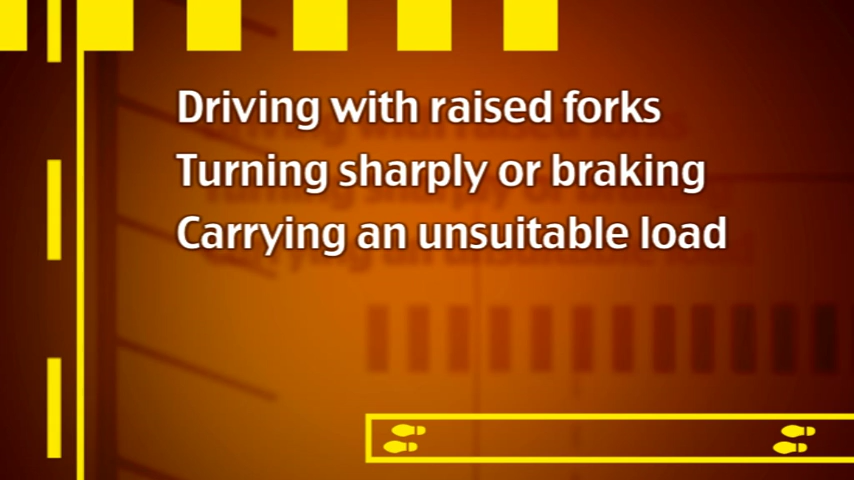 Driving with raised forks
Turning sharply or braking
Carrying an unsuitable load